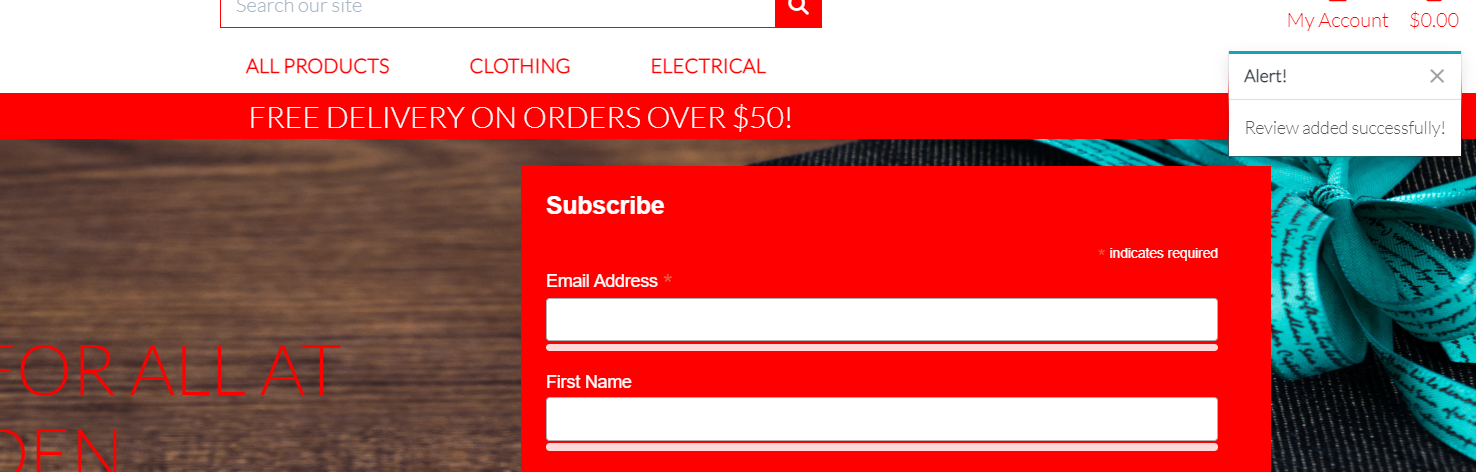 Search our site
My Account $0.00
ALL PRODUCTS CLOTHING ELECTRICAL
Alert!
FREE DELIVERY ON ORDERS OVER $50!
Review added successfully!
Subscribe
* indicates required
Email Address *
FOR ALL AT
First Name
DEN